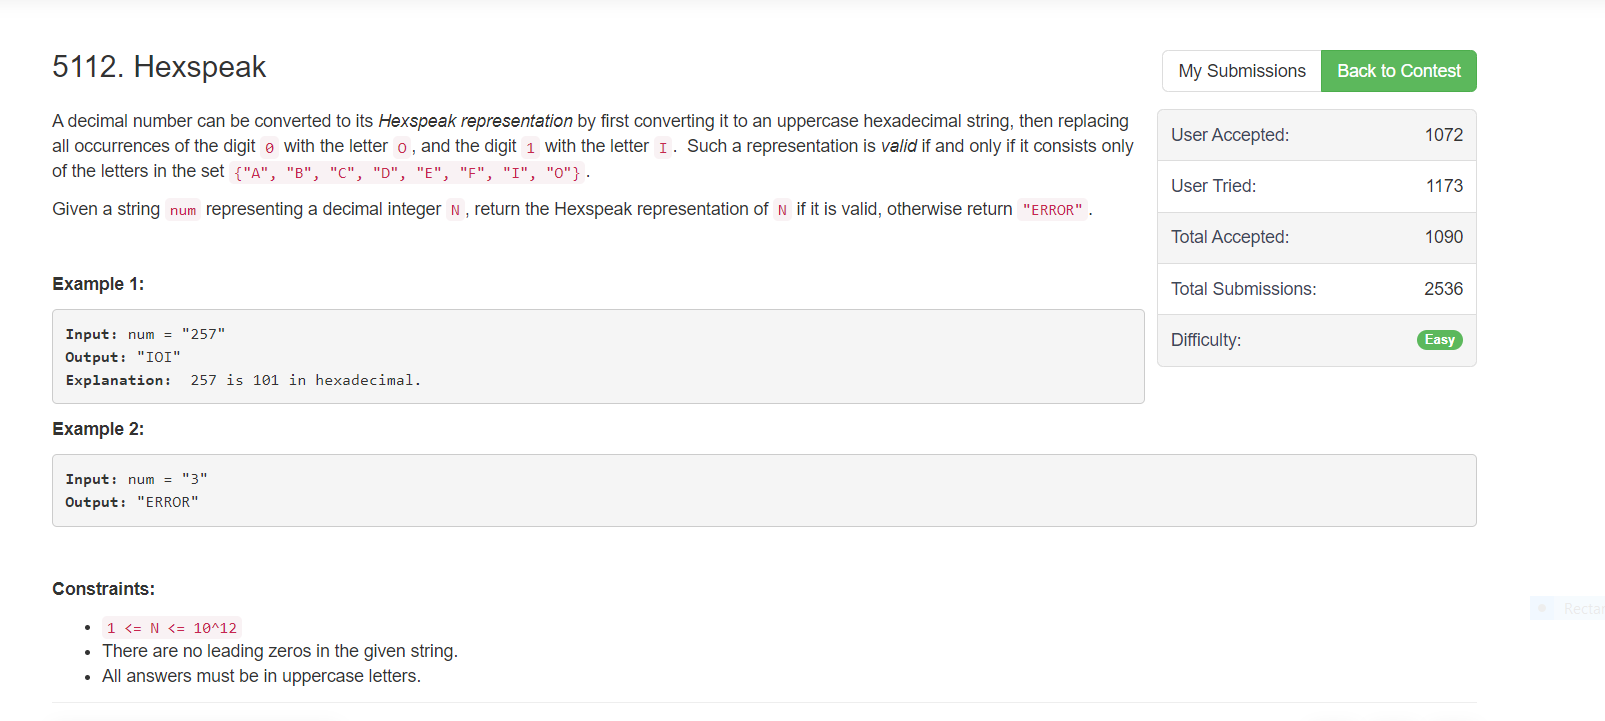 5112. Hexspeak
My Submissions
Back to Contest
A decimal number can be converted to its Hexspeak representation by first converting it to an uppercase hexadecimal string, then replacing
all occurrences of the digit 0 with the letter O, and the digit 1 with the letter I. Such a representation is valid if and only if it consists only
of the letters in the set {"A", "B", "C", "D", "E", "F", "I", "O"}.
Given a string num representing a decimal integer N, return the Hexspeak representation of N if it is valid, otherwise return "ERROR".
User Accepted: 1072
User Tried: 1173
Total Accepted: 1090
Total Submissions: 2536
Difficulty: Easy
Example 1:
Input: num = "257"
Output: "IOI"
Explanation: 257 is 101 in hexadecimal.
Example 2:
Input: num = "3"
Output: "ERROR"
Constraints:
• 1 <= N <= 10^12
• There are no leading zeros in the given string.
• All answers must be in uppercase letters.